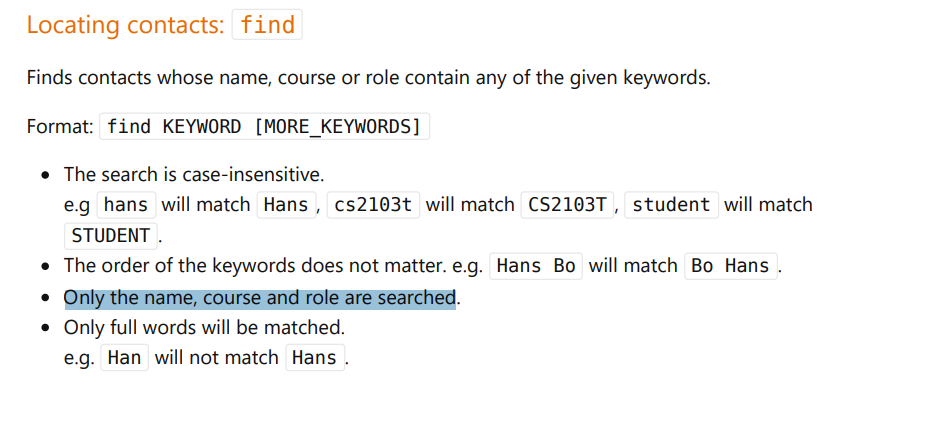 Locating contacts: find
Finds contacts whose name, course or role contain any of the given keywords.
Format: find KEYWORD [MORE_KEYWORDS]
• The search is case-insensitive.
e.g hans will match Hans, cs2103t will match CS2103T, student will match
STUDENT.
• The order of the keywords does not matter. e.g. Hans Bo will match Bo Hans.
• Only the name, course and role are searched.
• Only full words will be matched.
e.g. Han will not match Hans.